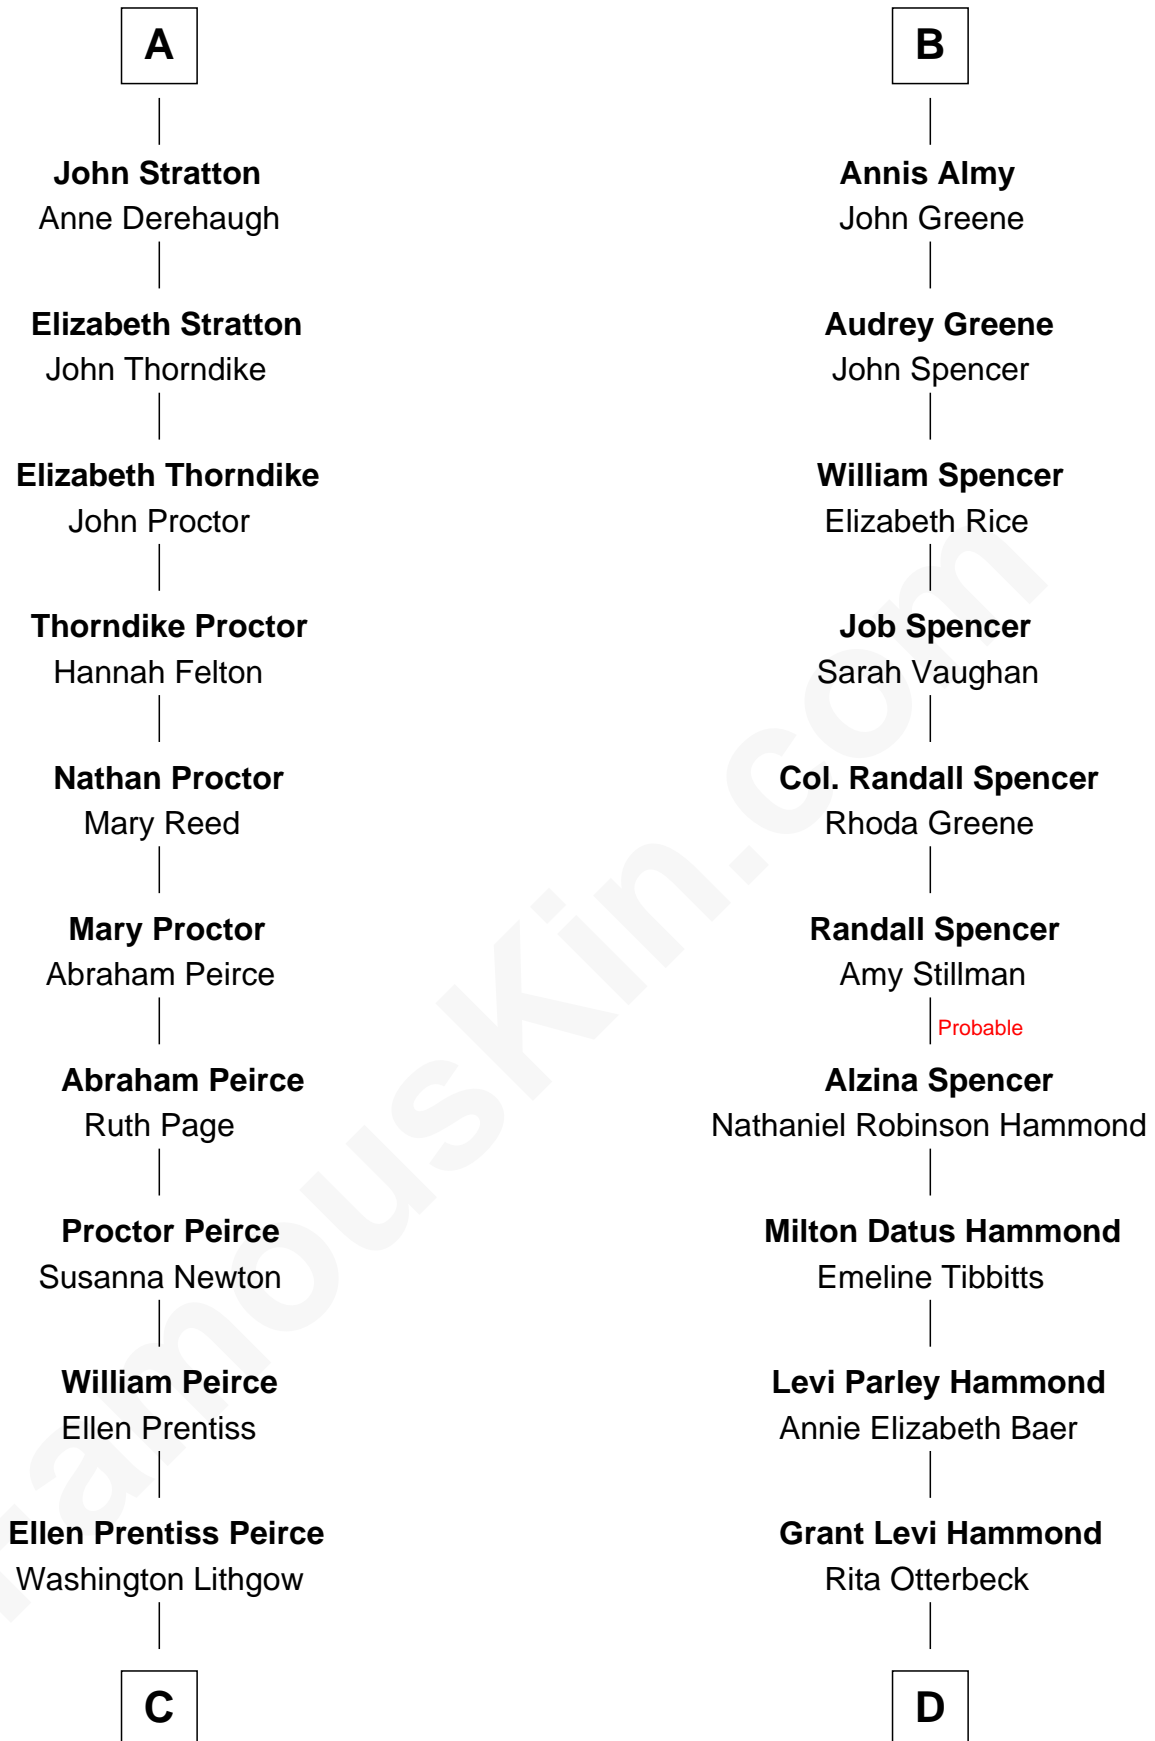 A
John Stratton
Anne Derehaugh
Elizabeth Stratton
John Thorndike
Elizabeth Thorndike
John Proctor
Thorndike Proctor
Hannah Felton
Nathan Proctor
Mary Reed
Mary Proctor
Abraham Peirce
Abraham Peirce
Ruth Page
Proctor Peirce
Susanna Newton
William Peirce
Ellen Prentiss
Ellen Prentiss Peirce
Washington Lithgow
C
B
Annis Almy
John Greene
Audrey Greene
John Spencer
William Spencer
Elizabeth Rice
Job Spencer
Sarah Vaughan
Col. Randall Spencer
Rhoda Greene
Randall Spencer
Amy Stillman
Probable
Alzina Spencer
Nathaniel Robinson Hammond
Milton Datus Hammond
Emeline Tibbitts
Levi Parley Hammond
Annie Elizabeth Baer
Grant Levi Hammond
Rita Otterbeck
D
FamousKin.com